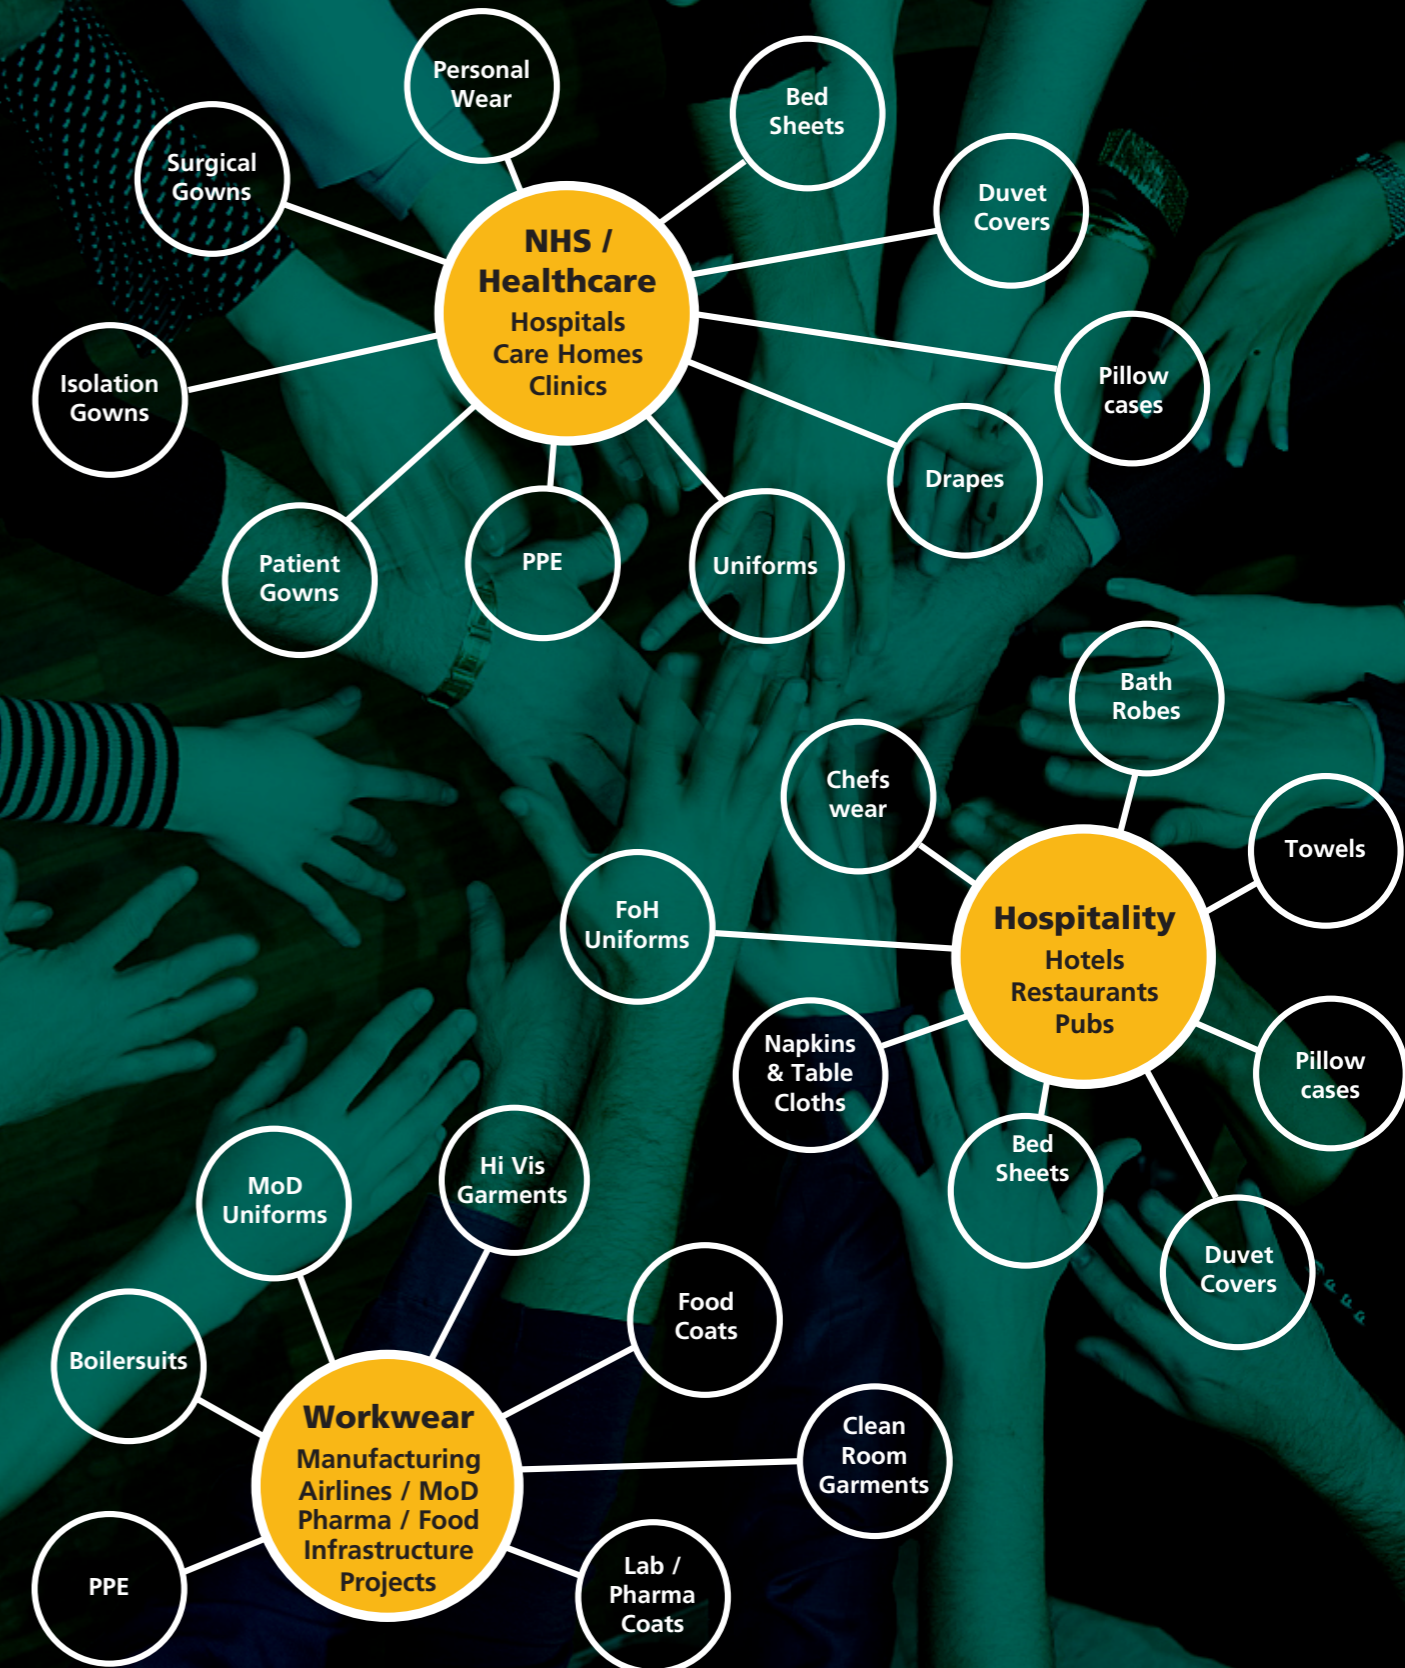 Personal
Wear
Bed
Sheets
Surgical
Gowns
Duvet
Covers
NHS /
Healthcare
Hospitals
Care Homes
Clinics
Isolation
Gowns
Pillow
cases
Drapes
Patient
Gowns
PPE
Uniforms
Bath
Robes
Chefs
wear
Towels
FoH
Uniforms
Hospitality
Hotels
Restaurants
Pubs
Napkins
& Table
Cloths
Pillow
cases
Bed
Sheets
Duvet
Covers
MoD
Uniforms
Hi Vis
Garments
Food
Coats
Boilersuits
Workwear
Manufacturing
Airlines / MoD
Pharma / Food
Infrastructure
Projects
Clean
Room
Garments
PPE
Lab /
Pharma
Coats